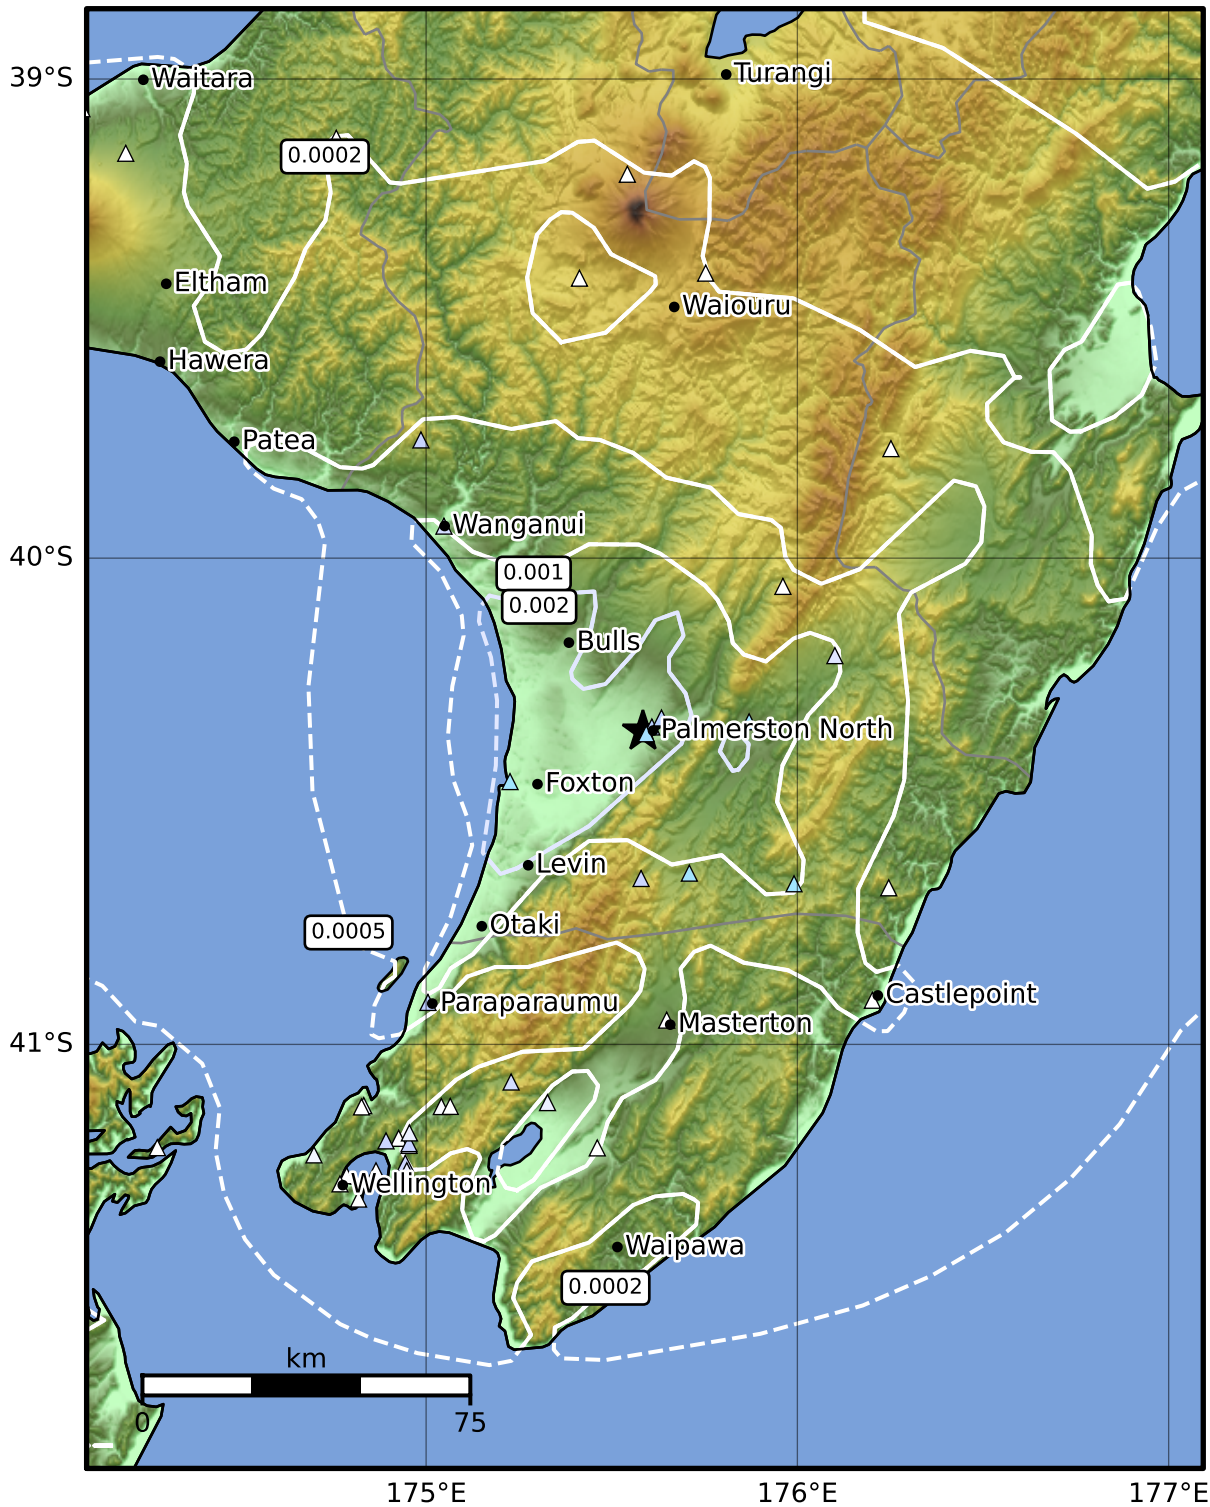 Turangi
39°S
Waitara
0.0002
Eltham
Waiouru
Hawera
Patea
Wanganui
40°S
0.001
0.002
Bulls
Palmerston North
Foxton
Levin
Otaki
0.0005
Castlepoint
Paraparaumu
Masterton
41°S
Wellington
Waipawa
0.0002
km
0
75
175°E
176°E
177°E